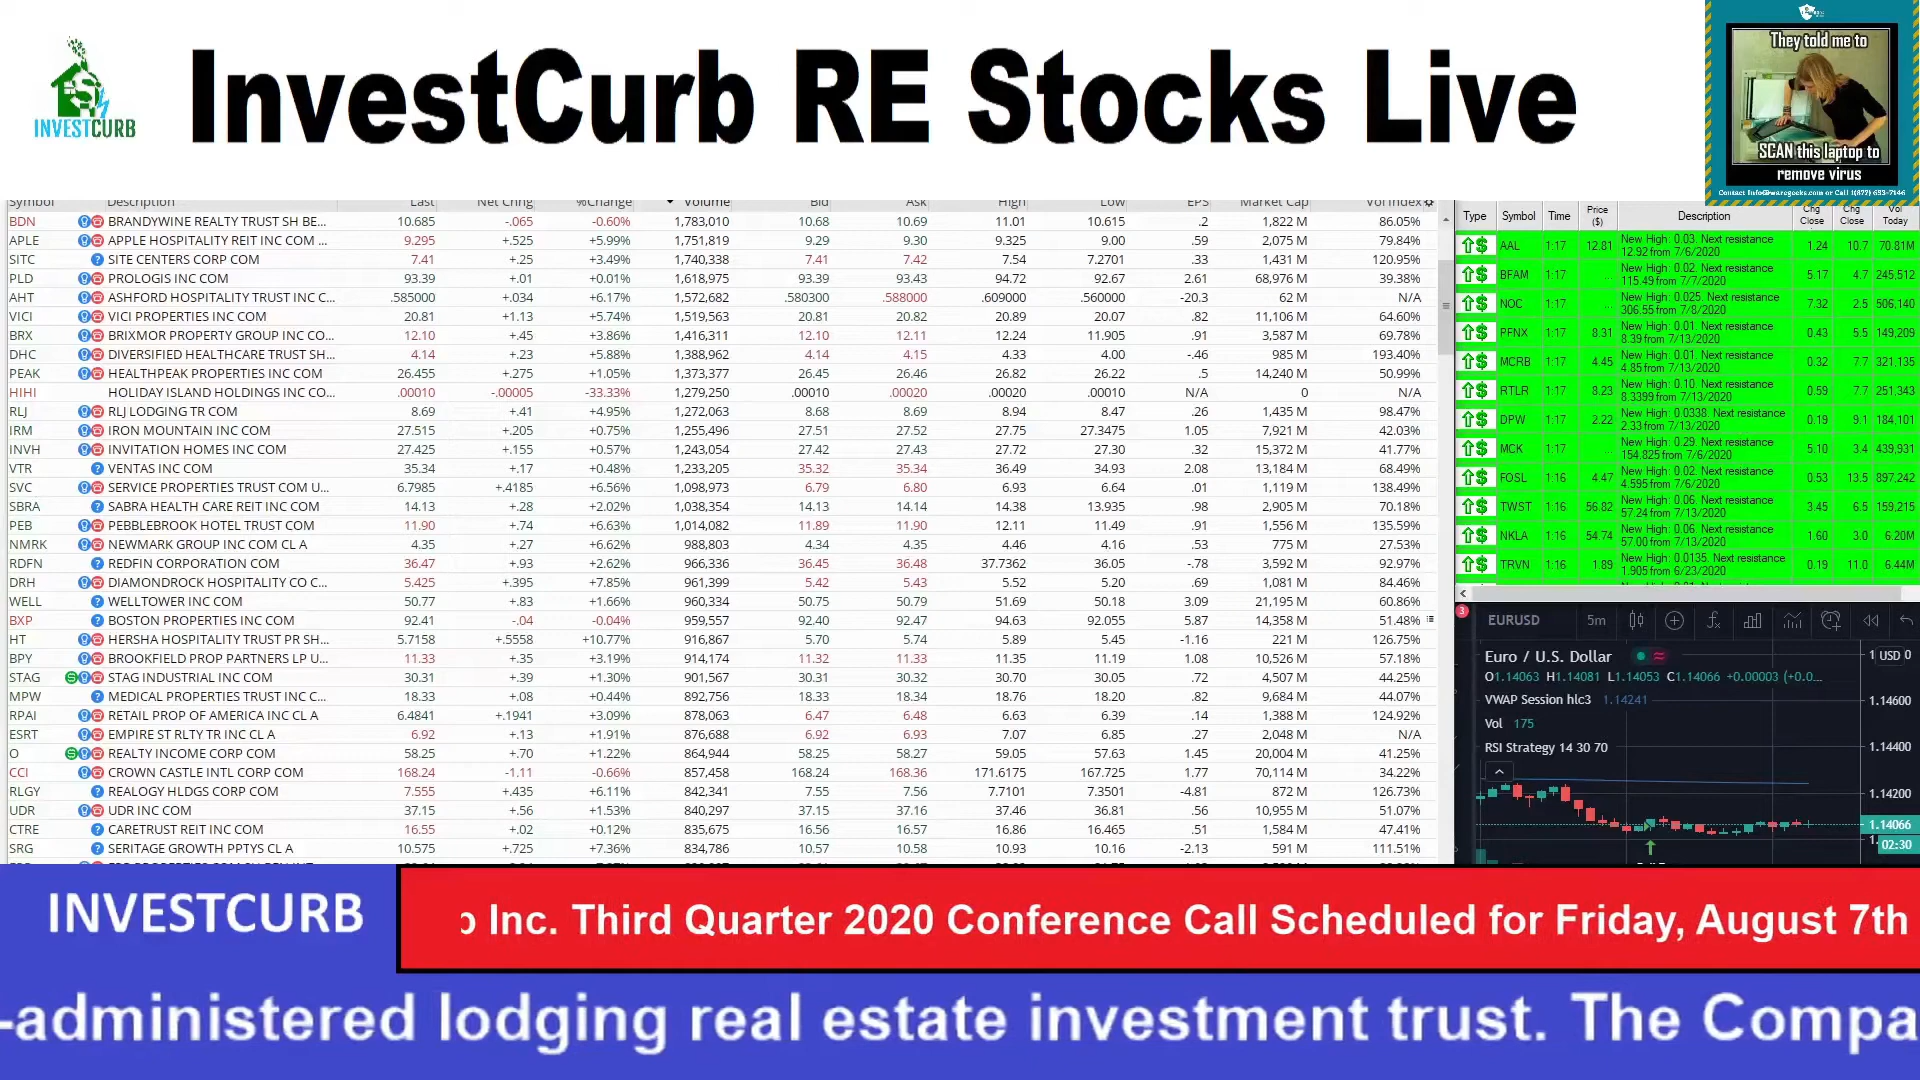 INVESTCURB
InvestCurb RE Stocks Live
They told me to
SCAN this laptop to
remove virus
Contact Info@waregeeks.com or Call 1(877) 693-7146
Symbol Description Last Net Chng %Change Volume Bid Ask High Low EPS Market Cap Vol Index
BDN BRANDYWINE REALTY TRUST SH BE... 10.685 -.065 -0.60% 1,783,010 10.68 10.69 11.01 10.615 .2 1,822 M 86.05%
APLE APPLE HOSPITALITY REIT INC COM ... 9.295 +.525 +5.99% 1,751,819 9.29 9.30 9.325 9.00 .59 2,075 M 79.84%
SITC SITE CENTERS CORP COM 7.41 +.25 +3.49% 1,740,338 7.41 7.42 7.54 7.2701 .33 1,431 M 120.95%
PLD PROLOGIS INC COM 93.39 +.01 +0.01% 1,618,975 93.39 93.43 94.72 92.67 2.61 68,976 M 39.38%
AHT ASHFORD HOSPITALITY TRUST INC C... .585000 +.034 +6.17% 1,572,682 .580300 .588000 .609000 .560000 -20.3 62 M N/A
VICI VICI PROPERTIES INC COM 20.81 +1.13 +5.74% 1,519,563 20.81 20.82 20.89 20.07 .82 11,106 M 64.60%
BRX BRIXMOR PROPERTY GROUP INC CO... 12.10 +.45 +3.86% 1,416,311 12.10 12.11 12.24 11.905 .91 3,587 M 69.78%
DHC DIVERSIFIED HEALTHCARE TRUST SH... 4.14 +.23 +5.88% 1,388,962 4.14 4.15 4.33 4.00 -.46 985 M 193.40%
PEAK HEALTHPEAK PROPERTIES INC COM 26.455 +.275 +1.05% 1,373,377 26.45 26.46 26.82 26.22 .5 14,240 M 50.99%
HIHI HOLIDAY ISLAND HOLDINGS INC CO... .00010 -.00005 -33.33% 1,279,250 .00010 .00020 .00020 .00010 N/A 0 N/A
RLJ RLJ LODGING TR COM 8.69 +.41 +4.95% 1,272,063 8.68 8.69 8.94 8.47 .26 1,435 M 98.47%
IRM IRON MOUNTAIN INC COM 27.515 +.205 +0.75% 1,255,496 27.51 27.52 27.75 27.3475 1.05 7,921 M 42.03%
INVH INVITATION HOMES INC COM 27.425 +.155 +0.57% 1,243,054 27.42 27.43 27.72 27.30 .32 15,372 M 41.77%
VTR VENTAS INC COM 35.34 +.17 +0.48% 1,233,205 35.32 35.34 36.49 34.93 2.08 13,184 M 68.49%
SVC SERVICE PROPERTIES TRUST COM U... 6.7985 +.4185 +6.56% 1,098,973 6.79 6.80 6.93 6.64 .01 1,119 M 138.49%
SBRA SABRA HEALTH CARE REIT INC COM 14.13 +.28 +2.02% 1,038,354 14.13 14.14 14.38 13.935 .98 2,905 M 70.18%
PEB PEBBLEBROOK HOTEL TRUST COM 11.90 +.74 +6.63% 1,014,082 11.89 11.90 12.11 11.49 .91 1,556 M 135.59%
NMRK NEWMARK GROUP INC COM CL A 4.35 +.27 +6.62% 988,803 4.34 4.35 4.46 4.16 .53 775 M 27.53%
RDFN REDFIN CORPORATION COM 36.47 +.93 +2.62% 966,336 36.45 36.48 37.7362 36.05 -.78 3,592 M 92.97%
DRH DIAMONDROCK HOSPITALITY CO C... 5.425 +.395 +7.85% 961,399 5.42 5.43 5.52 5.20 .69 1,081 M 84.46%
WELL WELLTOWER INC COM 50.77 +.83 +1.66% 960,334 50.75 50.79 51.69 50.18 3.09 21,195 M 60.86%
BXP BOSTON PROPERTIES INC COM 92.41 -.04 -0.04% 959,557 92.40 92.47 94.63 92.055 5.87 14,358 M 51.48%
HT HERSHA HOSPITALITY TRUST PR SH... 5.7158 +.5558 +10.77% 916,867 5.70 5.74 5.89 5.45 -1.16 221 M 126.75%
BPY BROOKFIELD PROP PARTNERS LP U... 11.33 +.35 +3.19% 914,174 11.32 11.33 11.35 11.19 1.08 10,526 M 57.18%
STAG STAG INDUSTRIAL INC COM 30.31 +.39 +1.30% 901,567 30.31 30.32 30.70 30.05 .72 4,507 M 44.25%
MPW MEDICAL PROPERTIES TRUST INC C... 18.33 +.08 +0.44% 892,756 18.33 18.34 18.76 18.20 .82 9,684 M 44.07%
RPAI RETAIL PROP OF AMERICA INC CL A 6.4841 +.1941 +3.09% 878,063 6.47 6.48 6.63 6.39 .14 1,388 M 124.92%
ESRT EMPIRE ST RLTY TR INC CL A 6.92 +.13 +1.91% 876,688 6.92 6.93 7.07 6.85 .27 2,048 M N/A
O REALTY INCOME CORP COM 58.25 +.70 +1.22% 864,944 58.25 58.27 59.05 57.63 1.45 20,004 M 41.25%
CCI CROWN CASTLE INTL CORP COM 168.24 -1.11 -0.66% 857,458 168.24 168.36 171.6175 167.725 1.77 70,114 M 34.22%
RLGY REALOGY HLDGS CORP COM 7.555 +.435 +6.11% 842,341 7.55 7.56 7.7101 7.3501 -4.81 872 M 126.73%
UDR UDR INC COM 37.15 +.56 +1.53% 840,297 37.15 37.16 37.46 36.81 .56 10,955 M 51.07%
CTRE CARETRUST REIT INC COM 16.55 +.02 +0.12% 835,675 16.56 16.57 16.86 16.465 .51 1,584 M 47.41%
SRG SERITAGE GROWTH PPTYS CL A 10.575 +.725 +7.36% 834,786 10.57 10.58 10.93 10.16 -2.13 591 M 111.51%
Type Symbol Time Price ($) Description Chg Close Chg Close Vol Today
AAL 1:17 12.81 New High: 0.03. Next resistance 12.92 from 7/6/2020 1.24 10.7 70.81M
BFAM 1:17 ... New High: 0.02. Next resistance 115.49 from 7/7/2020 5.17 4.7 245,512
NOC 1:17 ... New High: 0.025. Next resistance 306.55 from 7/8/2020 7.32 2.5 506,140
PFNX 1:17 8.31 New High: 0.01. Next resistance 8.39 from 7/13/2020 0.43 5.5 149,209
MCRB 1:17 4.45 New High: 0.01. Next resistance 4.85 from 7/13/2020 0.32 7.7 321,135
RTLR 1:17 8.23 New High: 0.10. Next resistance 8.3399 from 7/13/2020 0.59 7.7 251,343
DPW 1:17 2.22 New High: 0.0338. Next resistance 2.33 from 7/13/2020 0.19 9.1 184,101
MCK 1:17 ... New High: 0.29. Next resistance 154.825 from 7/6/2020 5.10 3.4 439,931
FOSL 1:16 4.47 New High: 0.02. Next resistance 4.595 from 7/6/2020 0.53 13.5 897,242
TWST 1:16 56.82 New High: 0.06. Next resistance 57.24 from 7/13/2020 3.45 6.5 159,215
NKLA 1:16 54.74 New High: 0.06. Next resistance 57.00 from 7/13/2020 1.60 3.0 6.20M
TRVN 1:16 1.89 New High: 0.0135. Next resistance 1.905 from 6/23/2020 0.19 11.0 6.44M
3
EURUSD 5m
Euro / U.S. Dollar
USD
O1.14063 H1.14081 L1.14053 C1.14066 +0.00003 (+0.0...
VWAP Session hlc3 1.14241
Vol 175
RSI Strategy 14 30 70
1.14600
1.14400
1.14200
1.14066
02:30
INVESTCURB
Inc. Third Quarter 2020 Conference Call Scheduled for Friday, August 7th
-administered lodging real estate investment trust. The Compa